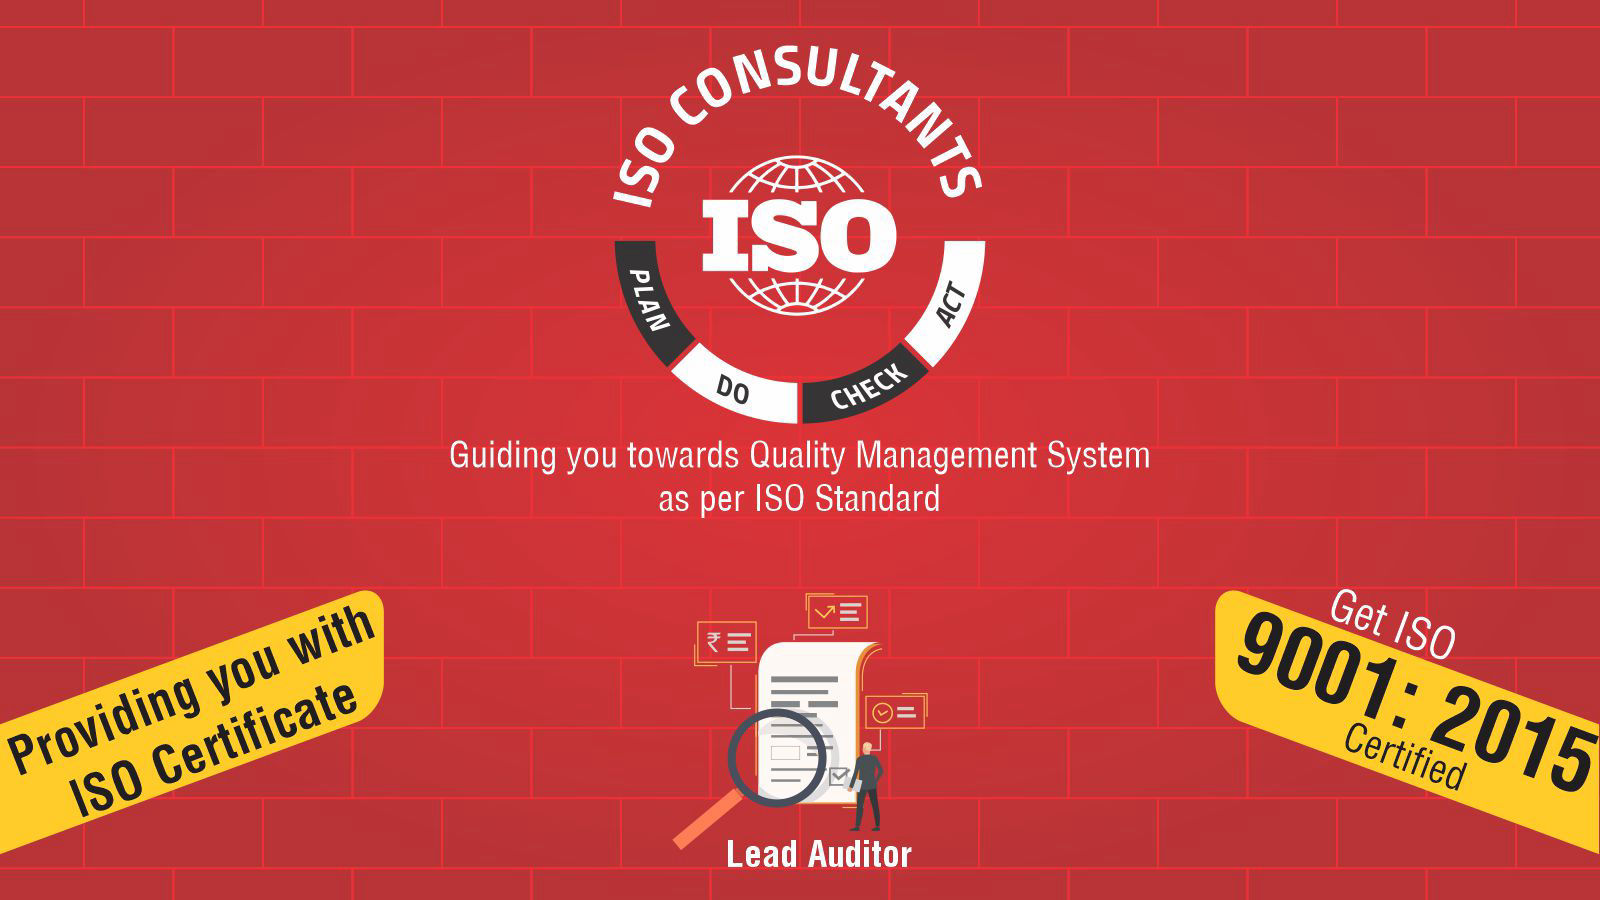 ISO CONSULTANTS
ISO
PLAN
DO
CHECK
ACT
Guiding you towards Quality Management System
as per ISO Standard
Providing you with
ISO Certificate
₹
Lead Auditor
Get ISO
9001: 2015
Certified